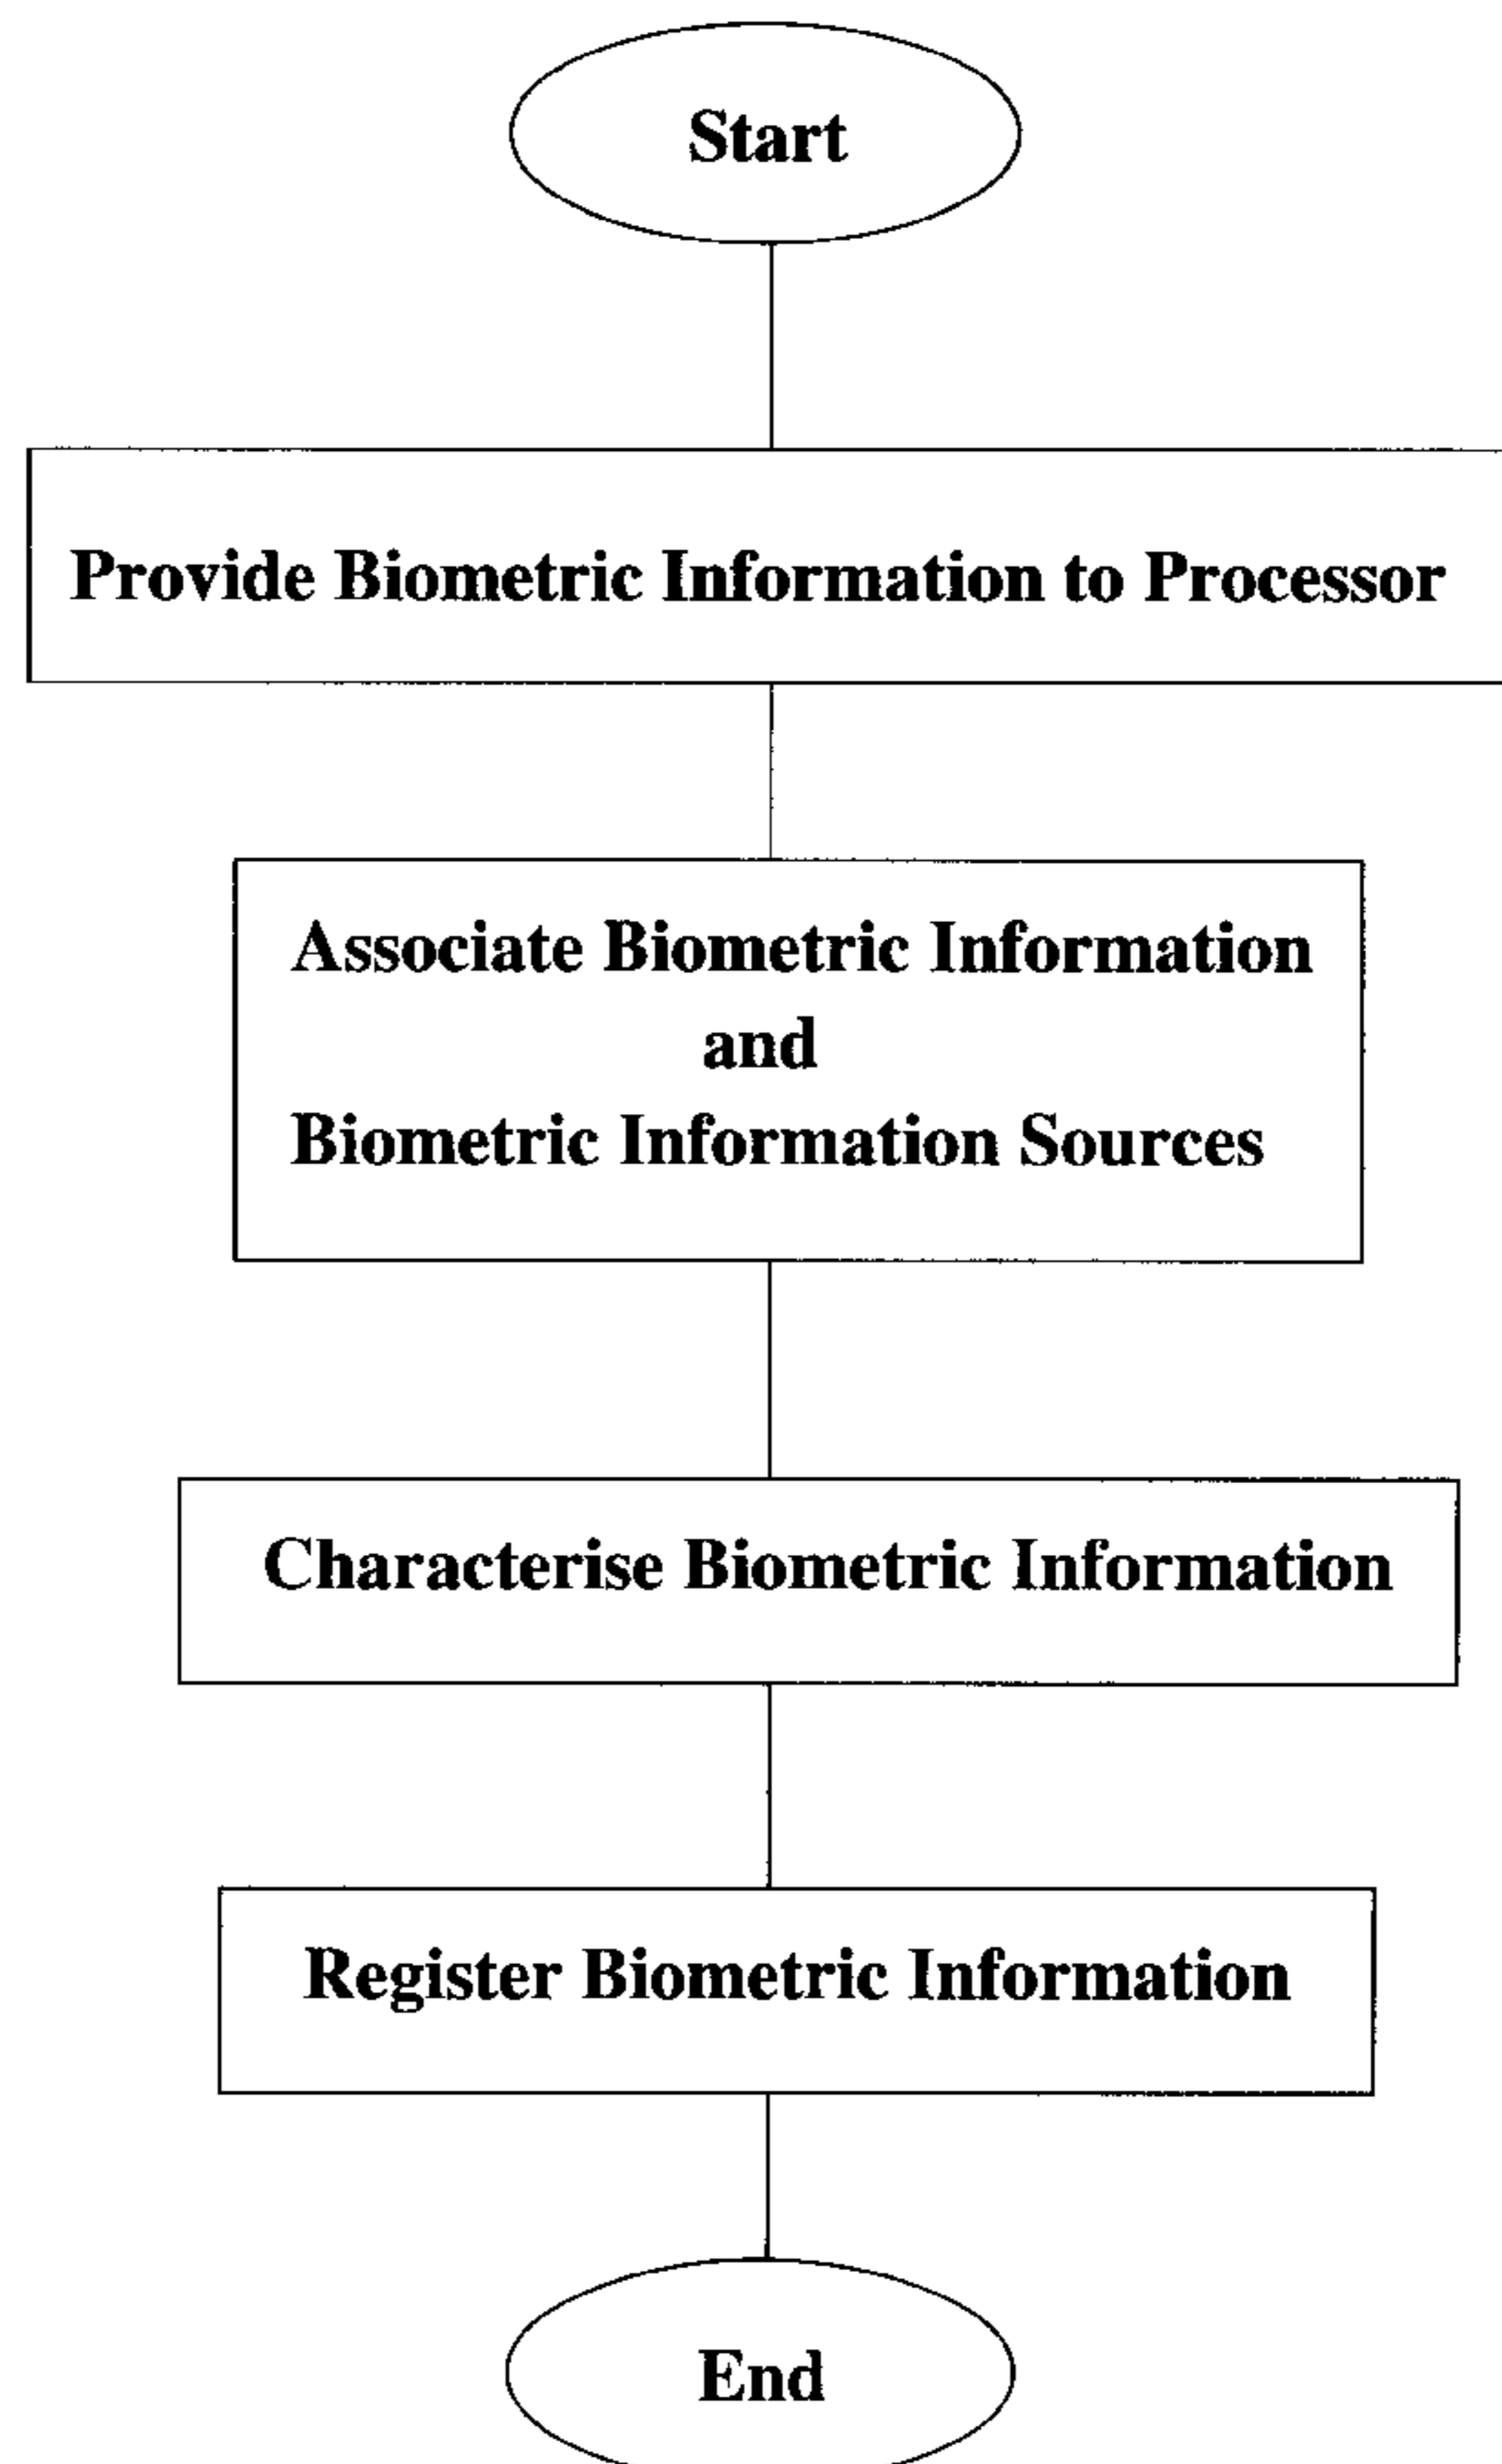 Start
Provide Biometric Information to Processor
Associate Biometric Information
and
Biometric Information Sources
Characterise Biometric Information
Register Biometric Information
End